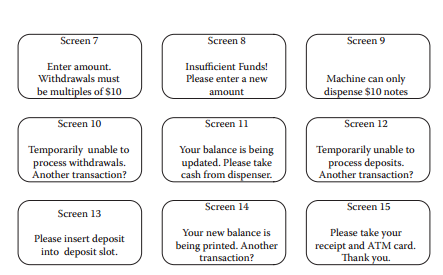 Screen 7
Enter amount.
Withdrawals must
be multiples of $10
Screen 8
Insufficient Funds!
Please enter a new
amount
Screen 9
Machine can only
dispense $10 notes
Screen 10
Temporarily unable to
process withdrawals.
Another transaction?
Screen 11
Your balance is being
updated. Please take
cash from dispenser.
Screen 12
Temporarily unable to
process deposits.
Another transaction?
Screen 13
Please insert deposit
into deposit slot.
Screen 14
Your new balance is
being printed. Another
transaction?
Screen 15
Please take your
receipt and ATM card.
Thank you.